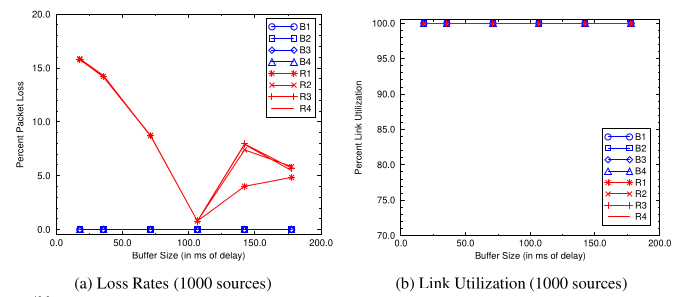 20.0
15.0
10.0
5.0
0.0
Percent Packet Loss
0.0 50.0 100.0 150.0 200.0
Buffer Size (in ms of delay)
B1
B2
B3
B4
R1
R2
R3
R4
(a) Loss Rates (1000 sources)
100.0
95.0
90.0
85.0
80.0
75.0
70.0
Percent Link Utilization
0.0 50.0 100.0 150.0 200.0
Buffer Size (in ms of delay)
B1
B2
B3
B4
R1
R2
R3
R4
(b) Link Utilization (1000 sources)